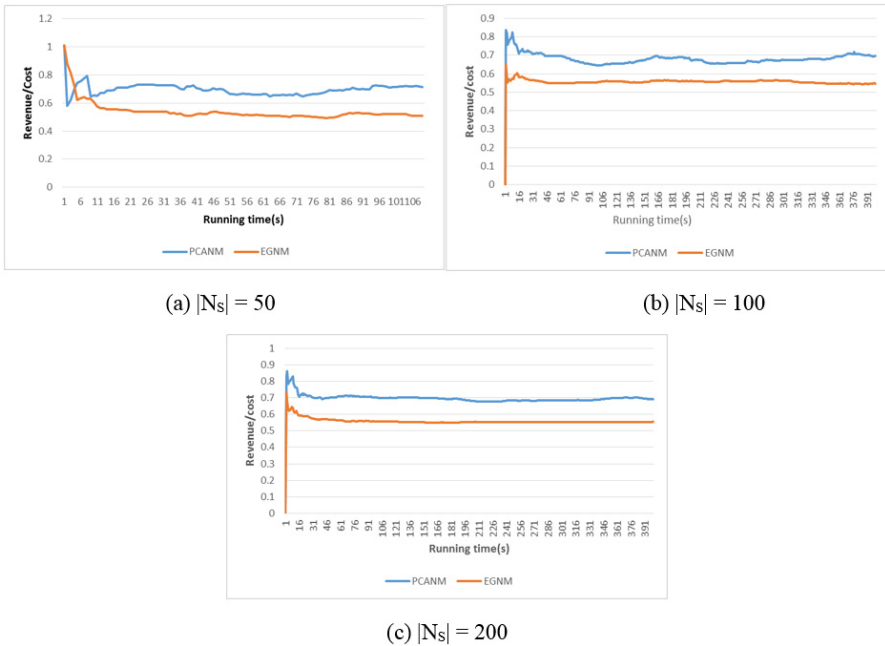 1.2
1
0.8
0.6
0.4
0.2
0
Revenue/cost
1 6 11 16 21 26 31 36 41 46 51 56 61 66 71 76 81 86 91 96 101106
Running time(s)
PCANM EGNM
(a) |Nₛ| = 50
0.9
0.8
0.7
0.6
0.5
0.4
0.3
0.2
0.1
0
Revenue/cost
1 16 31 46 61 76 91 106 121 136 151 166 181 196 211 226 241 256 271 286 301 316 331 346 361 376 391
Running time(s)
PCANM EGNM
(b) |Nₛ| = 100
1
0.9
0.8
0.7
0.6
0.5
0.4
0.3
0.2
0.1
0
Revenue/cost
1 16 31 46 61 76 91 106 121 136 151 166 181 196 211 226 241 256 271 286 301 316 331 346 361 376 391
Running time(s)
PCANM EGNM
(c) |Nₛ| = 200